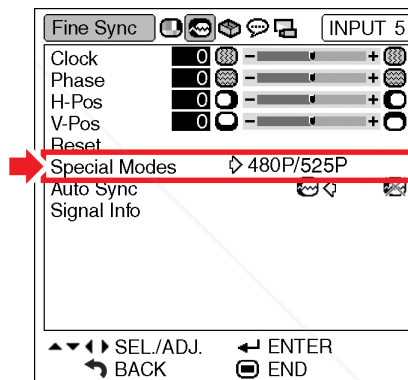 Fine Sync INPUT 5
Clock 0 - +
Phase 0 - +
H-Pos 0 - +
V-Pos 0 - +
Reset
Special Modes 480P/525P
Auto Sync
Signal Info
SEL./ADJ. ENTER
BACK END